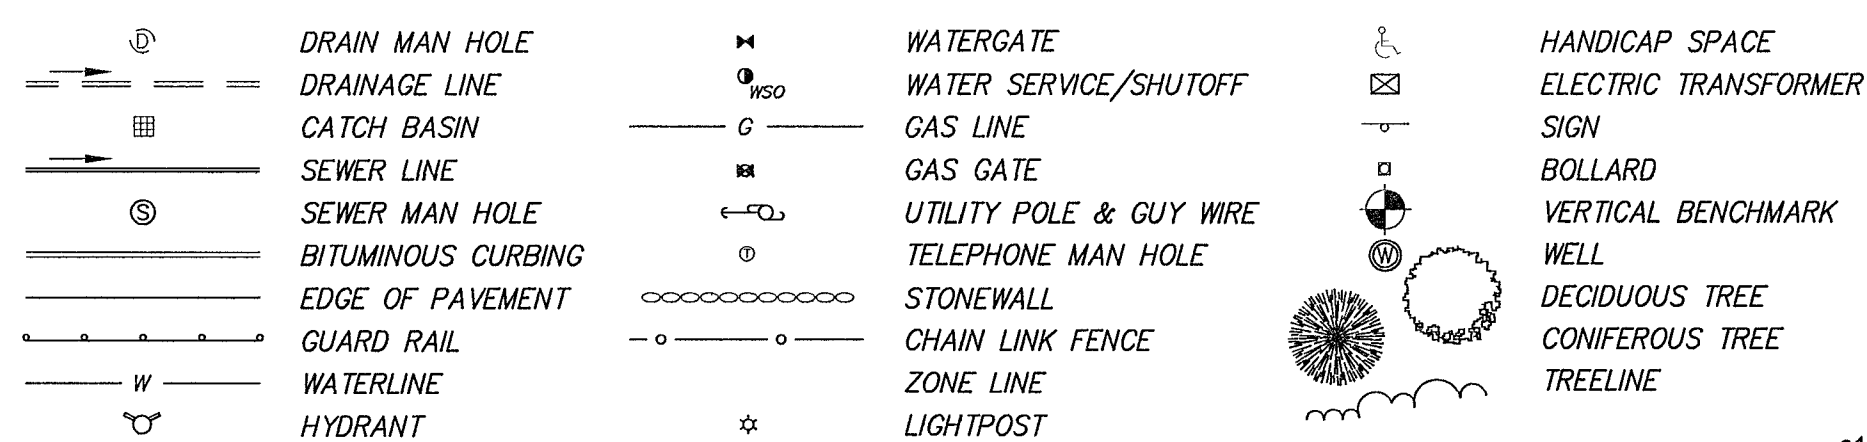 D DRAIN MAN HOLE
DRAINAGE LINE
CATCH BASIN
SEWER LINE
S SEWER MAN HOLE
BITUMINOUS CURBING
EDGE OF PAVEMENT
GUARD RAIL
W WATERLINE
HYDRANT
WATERGATE
WSO WATER SERVICE/SHUTOFF
G GAS LINE
GAS GATE
UTILITY POLE & GUY WIRE
T TELEPHONE MAN HOLE
STONEWALL
CHAIN LINK FENCE
ZONE LINE
LIGHTPOST
HANDICAP SPACE
ELECTRIC TRANSFORMER
SIGN
BOLLARD
VERTICAL BENCHMARK
W WELL
DECIDUOUS TREE
CONIFEROUS TREE
TREELINE